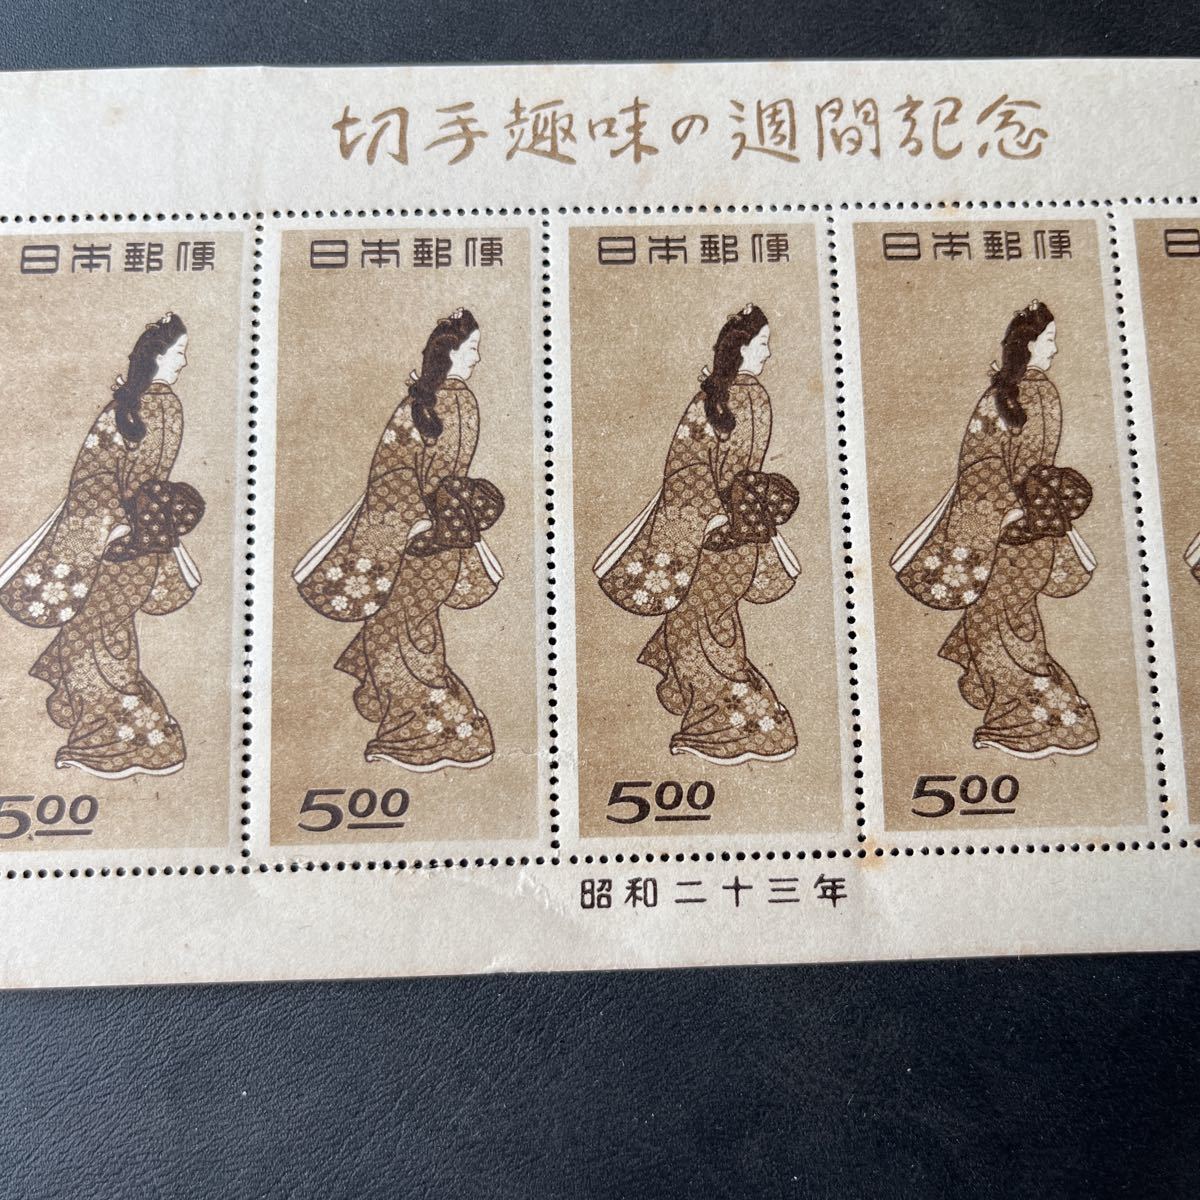 切手趣味の週間記念
日本郵便 日本郵便 日本郵便 日本郵便 日
5.00 5.00 5.00 5.00
昭和二十三年